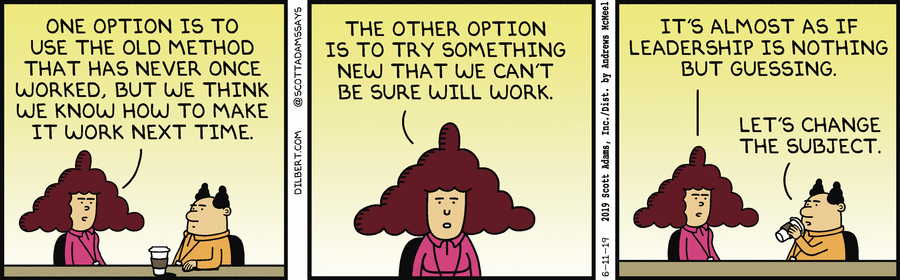 ONE OPTION IS TO
USE THE OLD METHOD
THAT HAS NEVER ONCE
WORKED, BUT WE THINK
WE KNOW HOW TO MAKE
IT WORK NEXT TIME.
DILBERT.COM @SCOTTADAMSSAYS
THE OTHER OPTION
IS TO TRY SOMETHING
NEW THAT WE CAN'T
BE SURE WILL WORK.
6-11-19 2019 Scott Adams, Inc./Dist. by Andrews McMeel
IT'S ALMOST AS IF
LEADERSHIP IS NOTHING
BUT GUESSING.
LET'S CHANGE
THE SUBJECT.